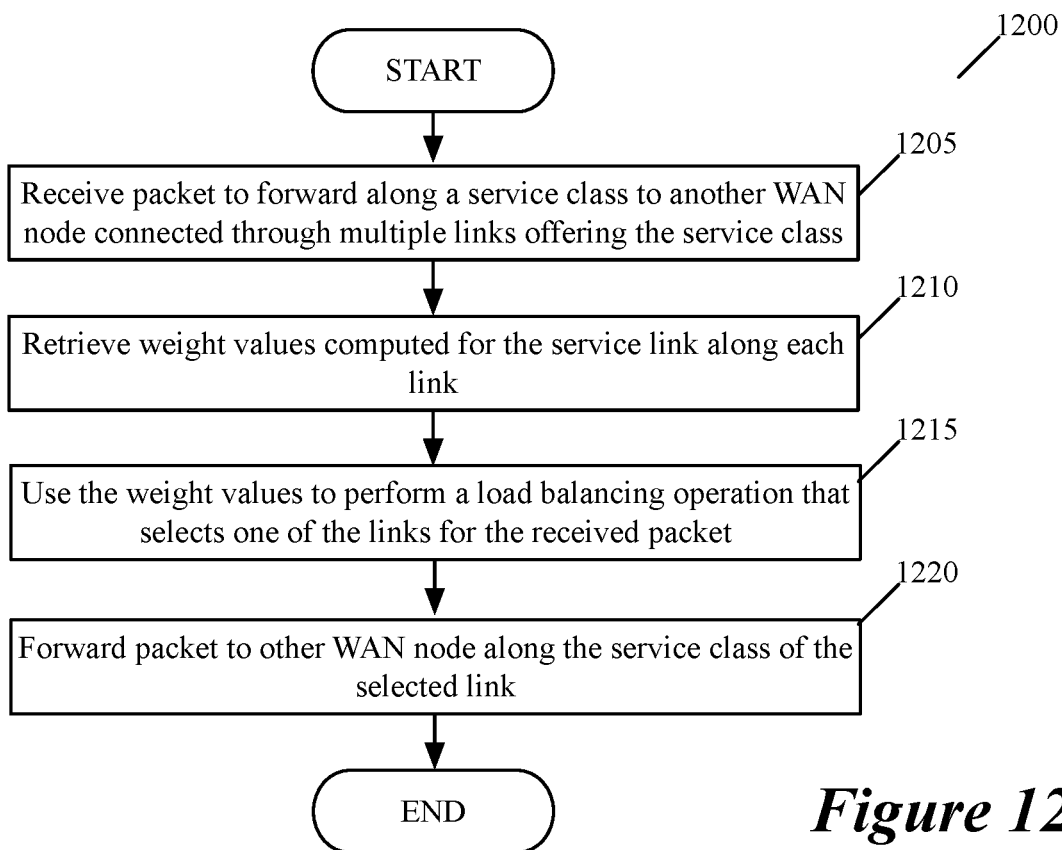 1200
START
1205
Receive packet to forward along a service class to another WAN
node connected through multiple links offering the service class
1210
Retrieve weight values computed for the service link along each
link
1215
Use the weight values to perform a load balancing operation that
selects one of the links for the received packet
1220
Forward packet to other WAN node along the service class of the
selected link
END
Figure 12